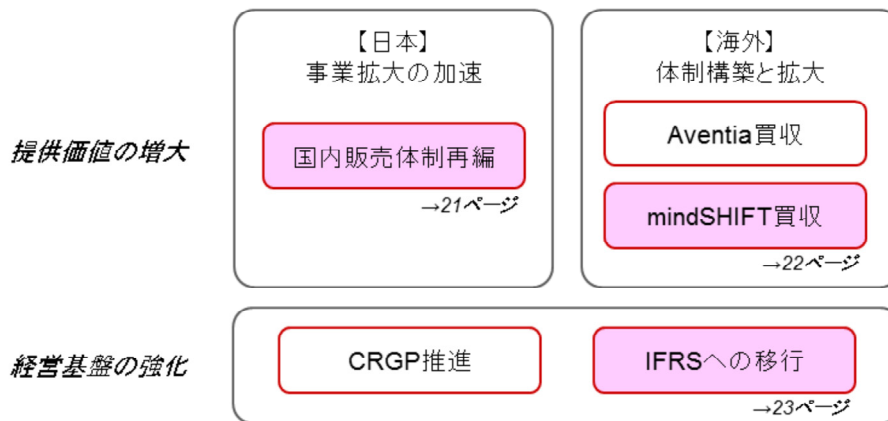 【日本】
事業拡大の加速
【海外】
体制構築と拡大
提供価値の増大
国内販売体制再編
→21ページ
Aventia買収
mindSHIFT買収
→22ページ
経営基盤の強化
CRGP推進
IFRSへの移行
→23ページ